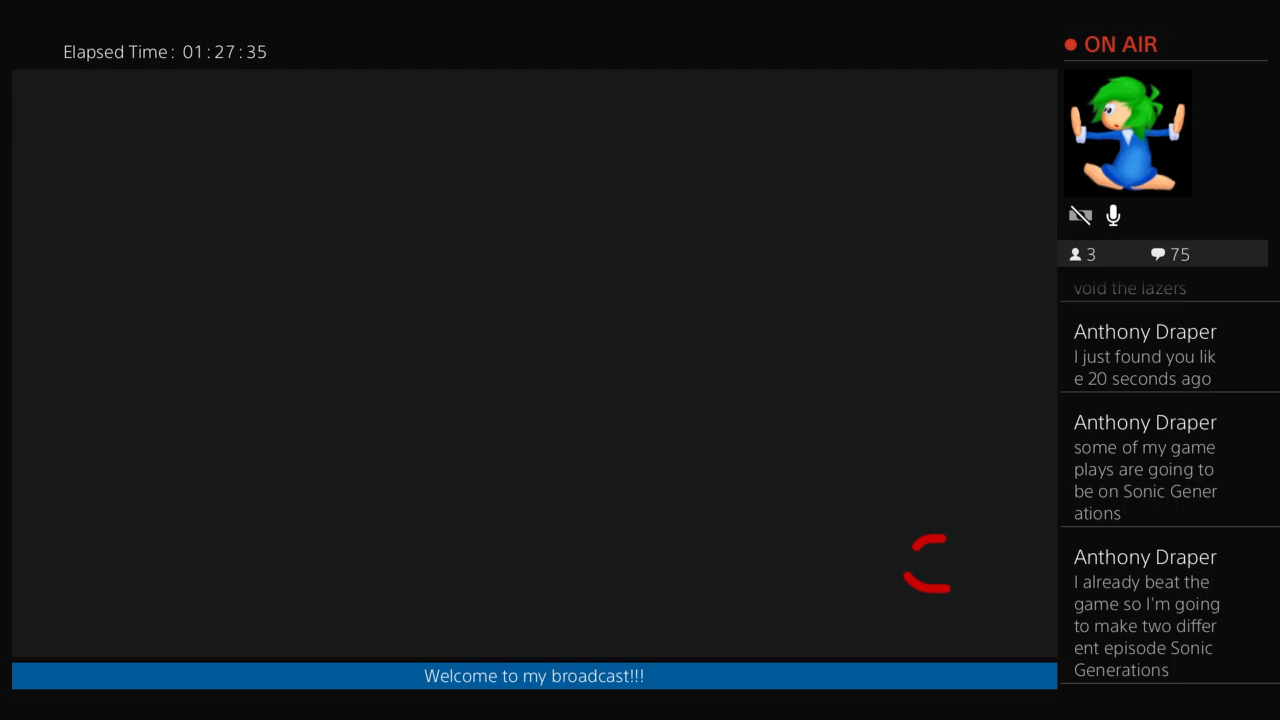 Elapsed Time: 01:27:35
ON AIR
3 75
void the lazers
Anthony Draper
I just found you lik
e 20 seconds ago
Anthony Draper
some of my game
plays are going to
be on Sonic Gener
ations
Anthony Draper
I already beat the
game so I'm going
to make two differ
ent episode Sonic
Generations
Welcome to my broadcast!!!